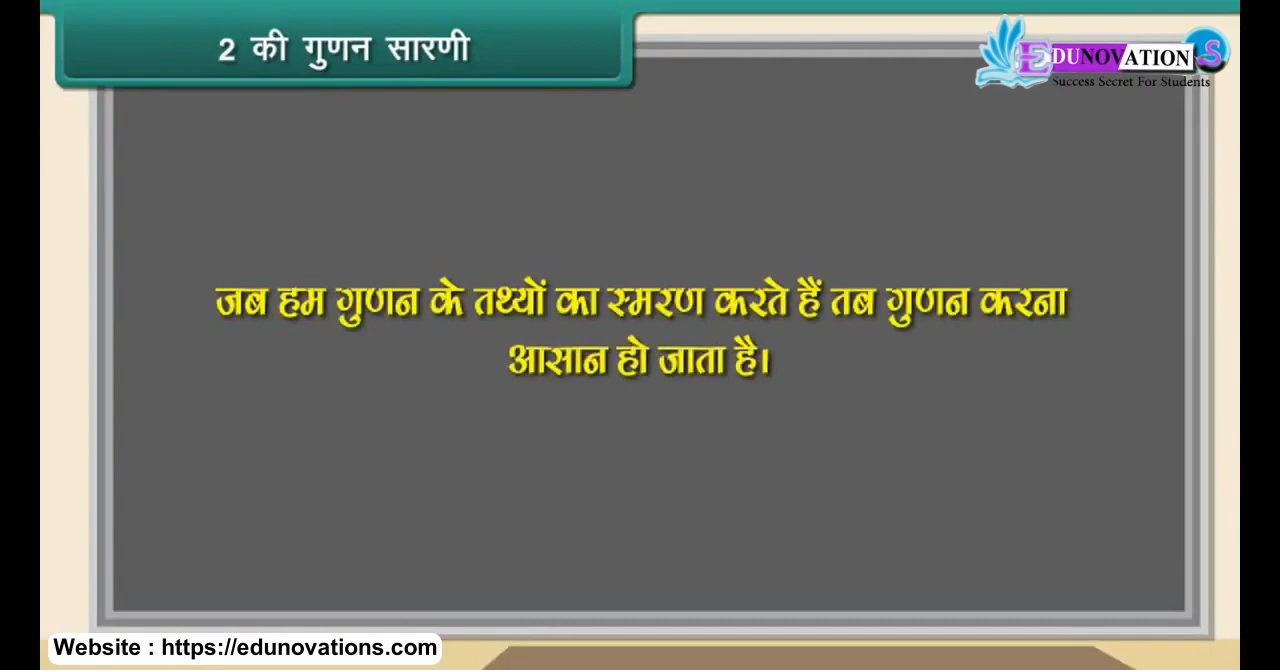 2 की गुणन सारणी
EDUNOVATION S
Success Secret For Students
जब हम गुणन के तथ्यों का स्मरण करते हैं तब गुणन करना
आसान हो जाता है।
Website : https://edunovations.com